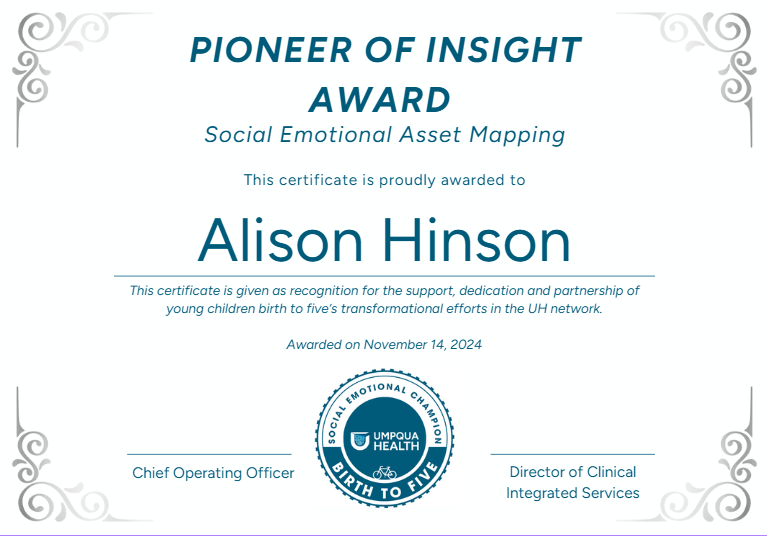 PIONEER OF INSIGHT
AWARD
Social Emotional Asset Mapping
This certificate is proudly awarded to
Alison Hinson
This certificate is given as recognition for the support, dedication and partnership of
young children birth to five's transformational efforts in the UH network.
Awarded on November 14, 2024
SOCIAL EMOTIONAL CHAMPION
UMPQUA
HEALTH
BIRTH TO FIVE
Chief Operating Officer
Director of Clinical
Integrated Services